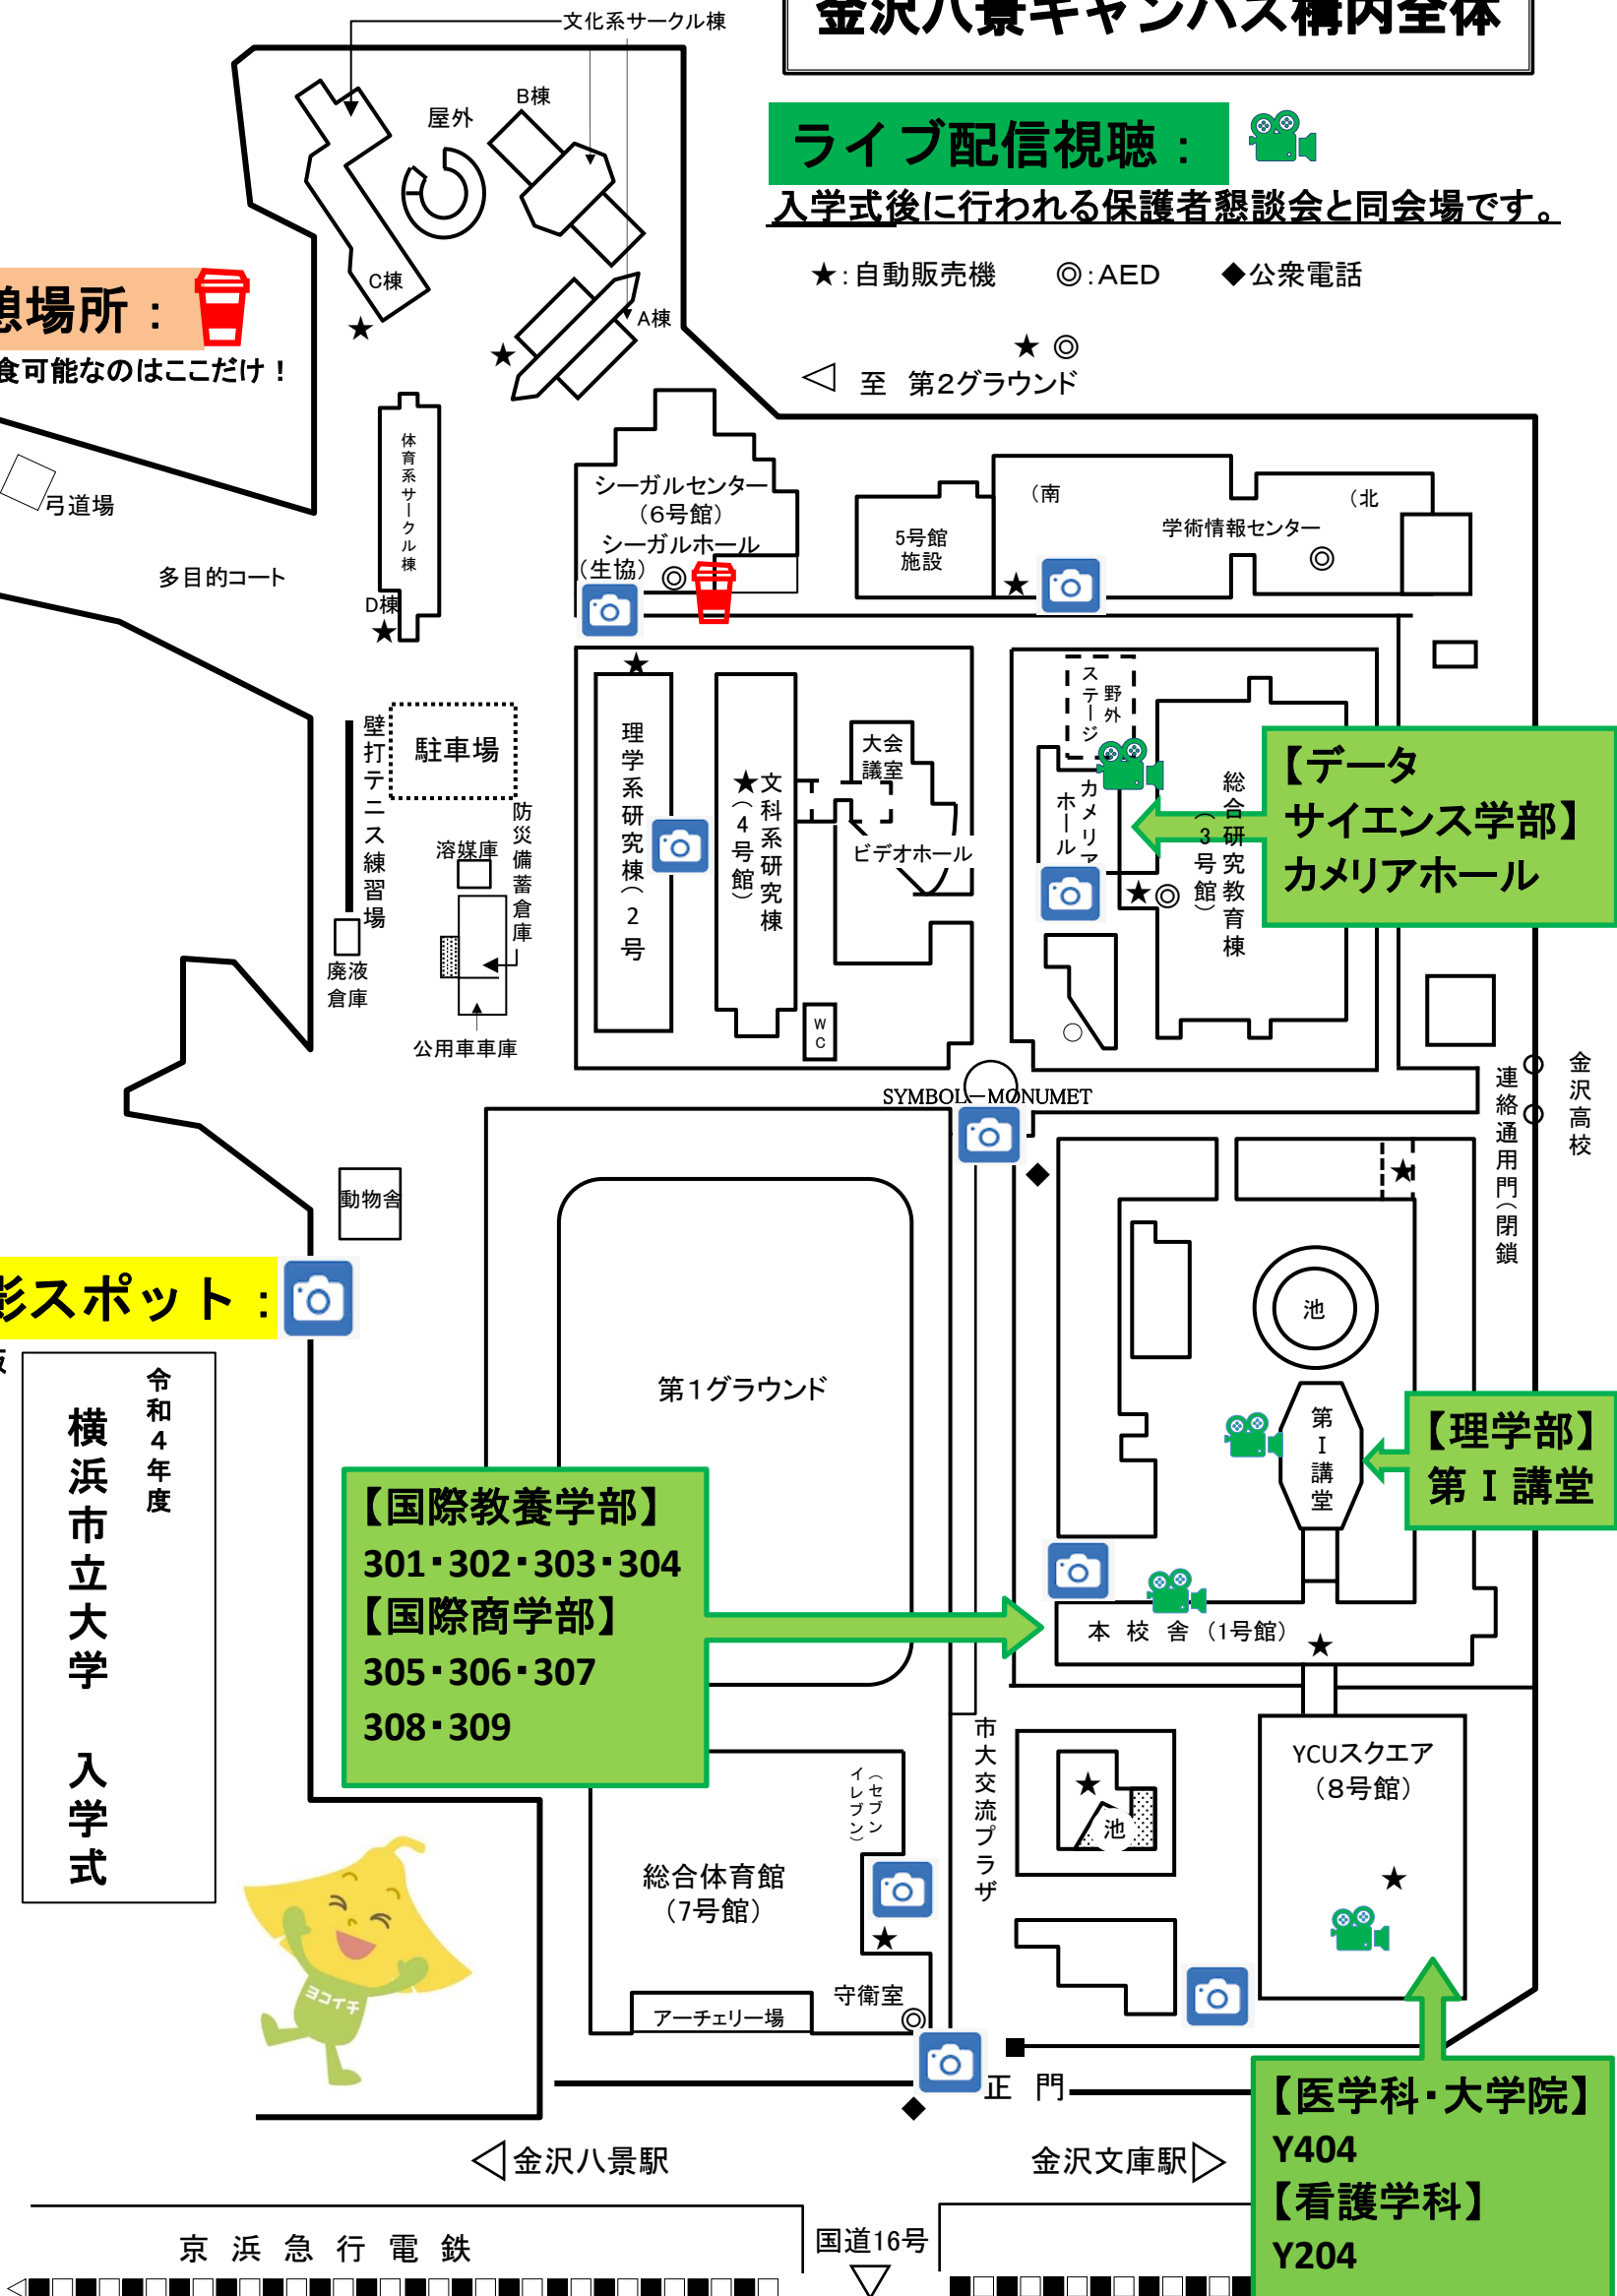 金沢八景キャンパス構内全体
文化系サークル棟
ライブ配信視聴：
入学式後に行われる保護者懇談会と同会場です。
★：自動販売機　◎：AED　◆公衆電話
屋外
B棟
C棟
A棟
憩場所：
食可能なのはここだけ！
★ ◎
◁ 至 第2グラウンド
弓道場
多目的コート
体育系サークル棟
D棟
★
シーガルセンター
（6号館）
シーガルホール
（生協）
◎
5号館
施設
（南
学術情報センター
（北
◎
★
壁打テニス練習場
駐車場
防災備蓄倉庫
溶媒庫
廃液
倉庫
公用車車庫
理学系研究棟（2号
★文科系研究棟
（4号館）
大会
議室
ビデオホール
WC
野外
ステージ
カメリア
ホール
★◎
総合研究教育棟
（3号館）
【データ
サイエンス学部】
カメリアホール
SYMBOL－MONUMET
連絡通用門（閉鎖
金沢高校
動物舎
影スポット：
令和4年度
横浜市立大学　入学式
第1グラウンド
池
第Ⅰ講堂
【理学部】
第Ⅰ講堂
【国際教養学部】
301・302・303・304
【国際商学部】
305・306・307
308・309
本校舎（1号館）
★
市大交流プラザ
池
YCUスクエア
（8号館）
★
（セブン
イレブン）
総合体育館
（7号館）
★
守衛室
◎
アーチェリー場
ヨコイチ
正門
◆
◁金沢八景駅
金沢文庫駅▷
【医学科・大学院】
Y404
【看護学科】
Y204
京浜急行電鉄
国道16号